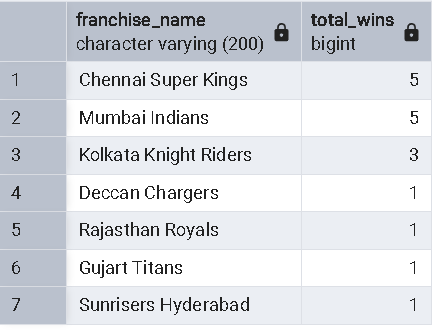 franchise_name total_wins
character varying (200) bigint
1 Chennai Super Kings 5
2 Mumbai Indians 5
3 Kolkata Knight Riders 3
4 Deccan Chargers 1
5 Rajasthan Royals 1
6 Gujart Titans 1
7 Sunrisers Hyderabad 1